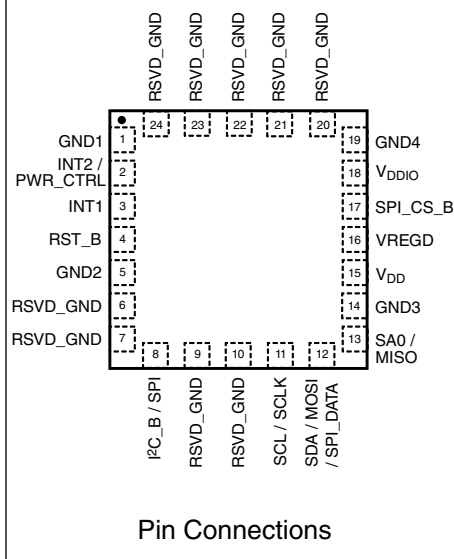 RSVD_GND
RSVD_GND
RSVD_GND
RSVD_GND
RSVD_GND
24
23
22
21
20
GND1
1
INT2 /
PWR_CTRL
2
INT1
3
RST_B
4
GND2
5
RSVD_GND
6
RSVD_GND
7
19 GND4
18 VDDIO
17 SPI_CS_B
16 VREGD
15 VDD
14 GND3
13 SA0 /
MISO
8
9
10
11
12
I²C_B / SPI
RSVD_GND
RSVD_GND
SCL / SCLK
SDA / MOSI
/ SPI_DATA
Pin Connections